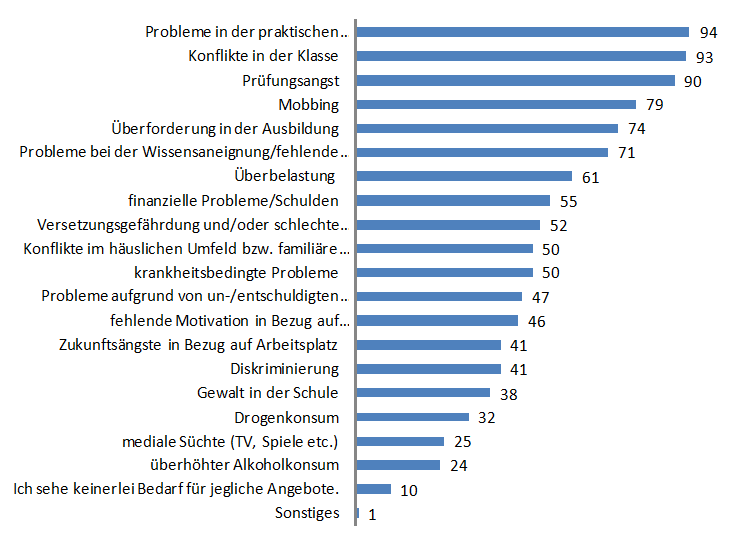 Probleme in der praktischen.. 94
Konflikte in der Klasse 93
Prüfungsangst 90
Mobbing 79
Überforderung in der Ausbildung 74
Probleme bei der Wissensaneignung/fehlende.. 71
Überbelastung 61
finanzielle Probleme/Schulden 55
Versetzungsgefährdung und/oder schlechte... 52
Konflikte im häuslichen Umfeld bzw. familiäre... 50
krankheitsbedingte Probleme 50
Probleme aufgrund von un-/entschuldigten.. 47
fehlende Motivation in Bezug auf... 46
Zukunftsängste in Bezug auf Arbeitsplatz 41
Diskriminierung 41
Gewalt in der Schule 38
Drogenkonsum 32
mediale Süchte (TV, Spiele etc.) 25
überhöhter Alkoholkonsum 24
Ich sehe keinerlei Bedarf für jegliche Angebote. 10
Sonstiges 1